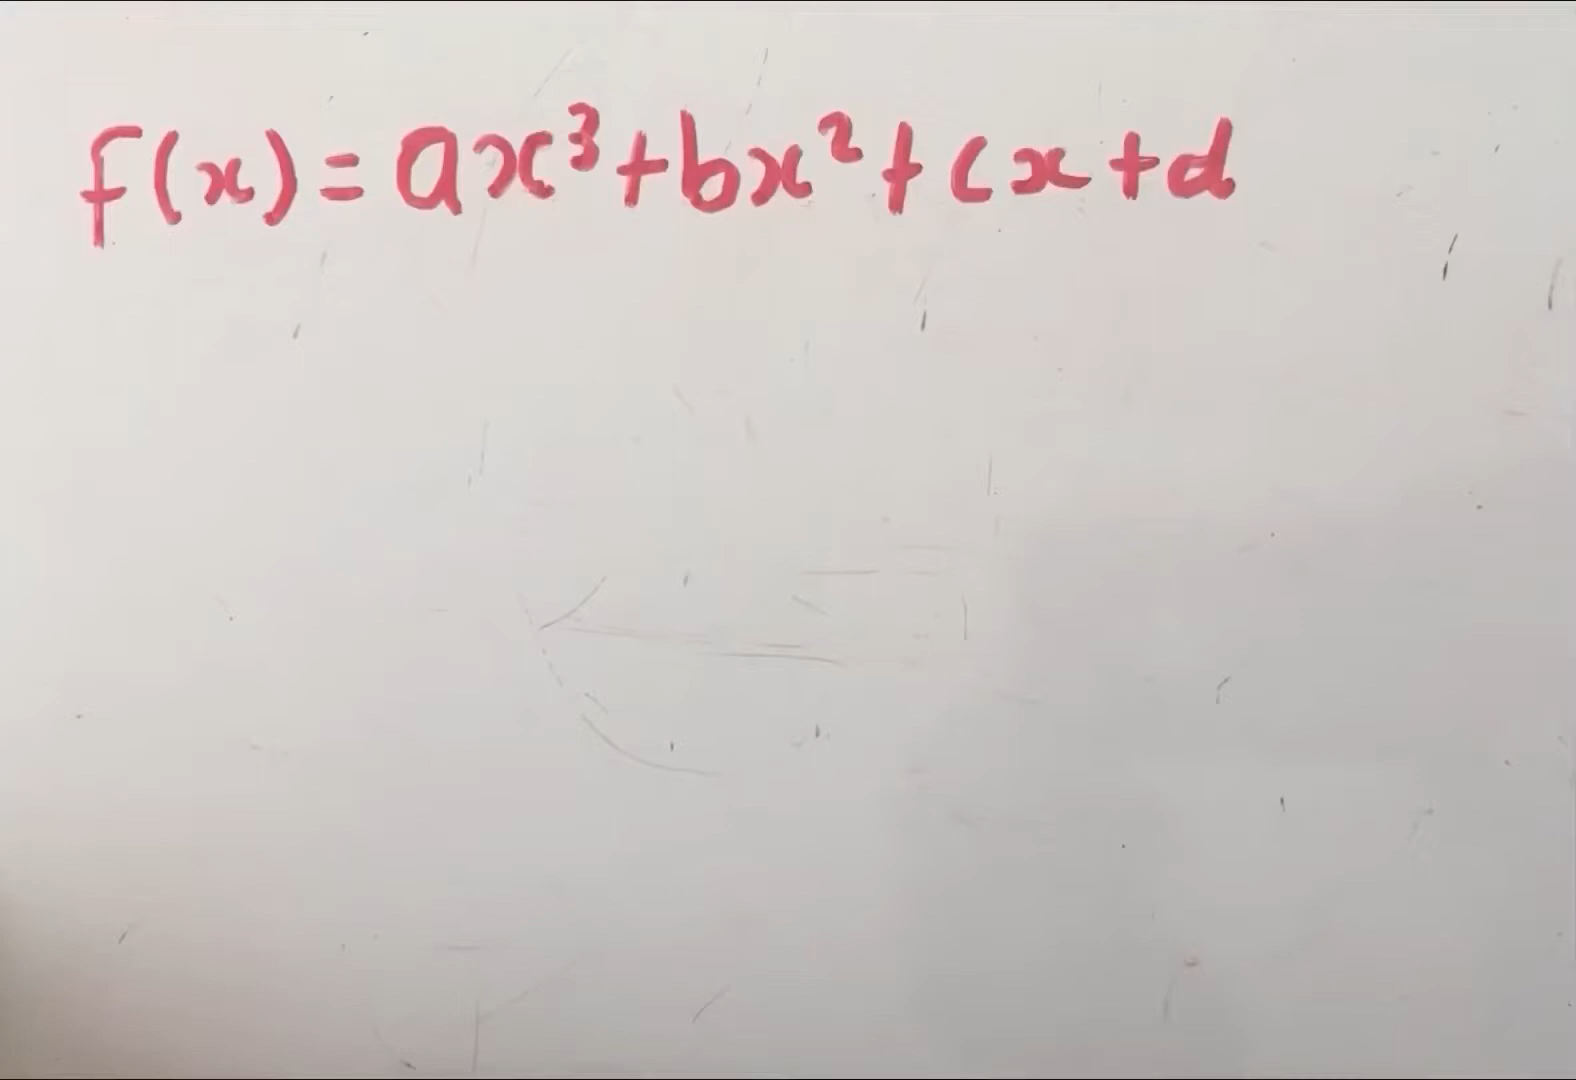 f(x) = ax³ + bx² + cx + d